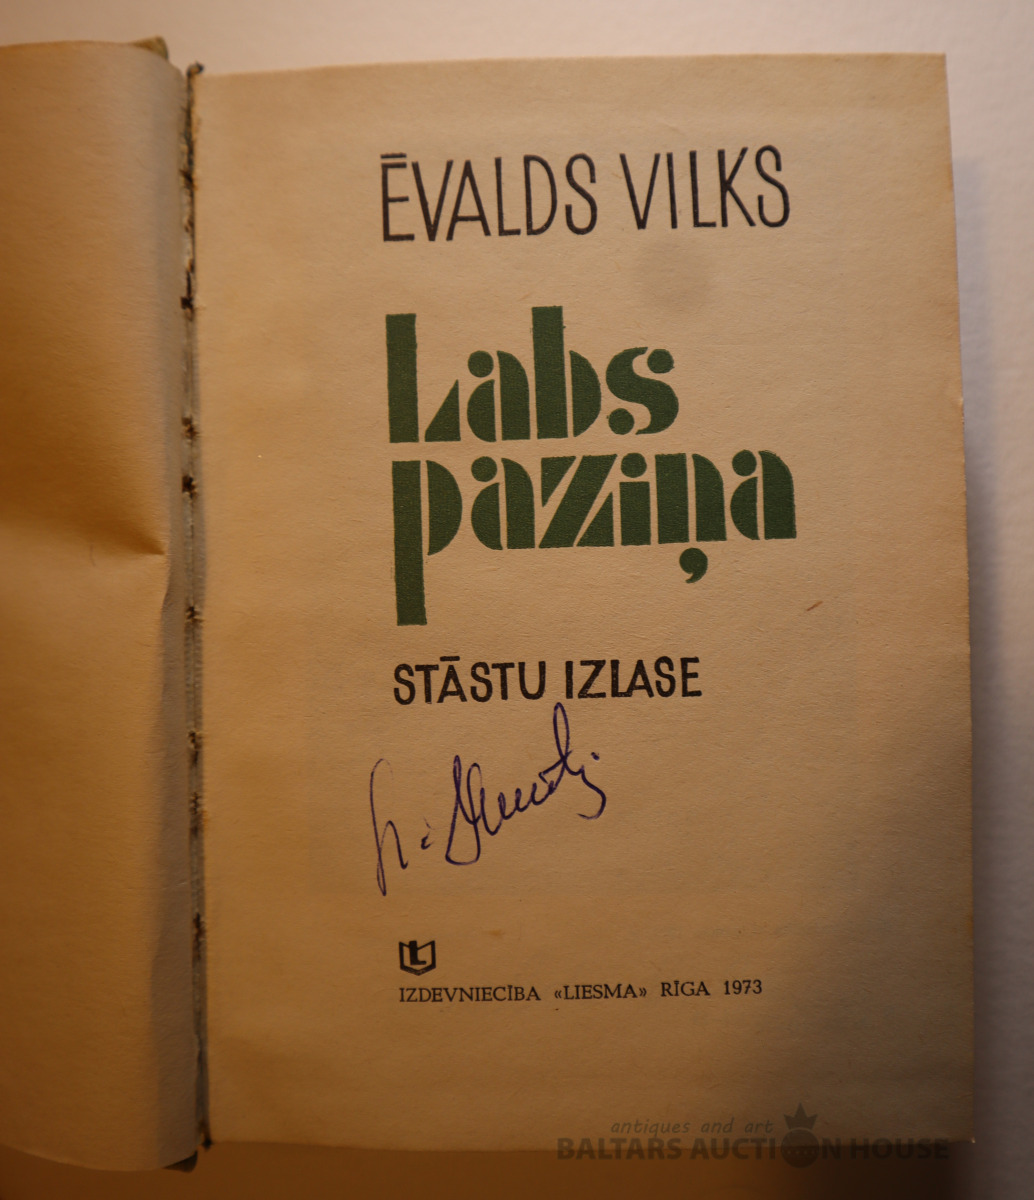 ĒVALDS VILKS
Labs
paziņa
STĀSTU IZLASE
IZDEVNIECĪBA «LIESMA» RĪGA 1973
antiques and art
BALTARS AUCTION HOUSE